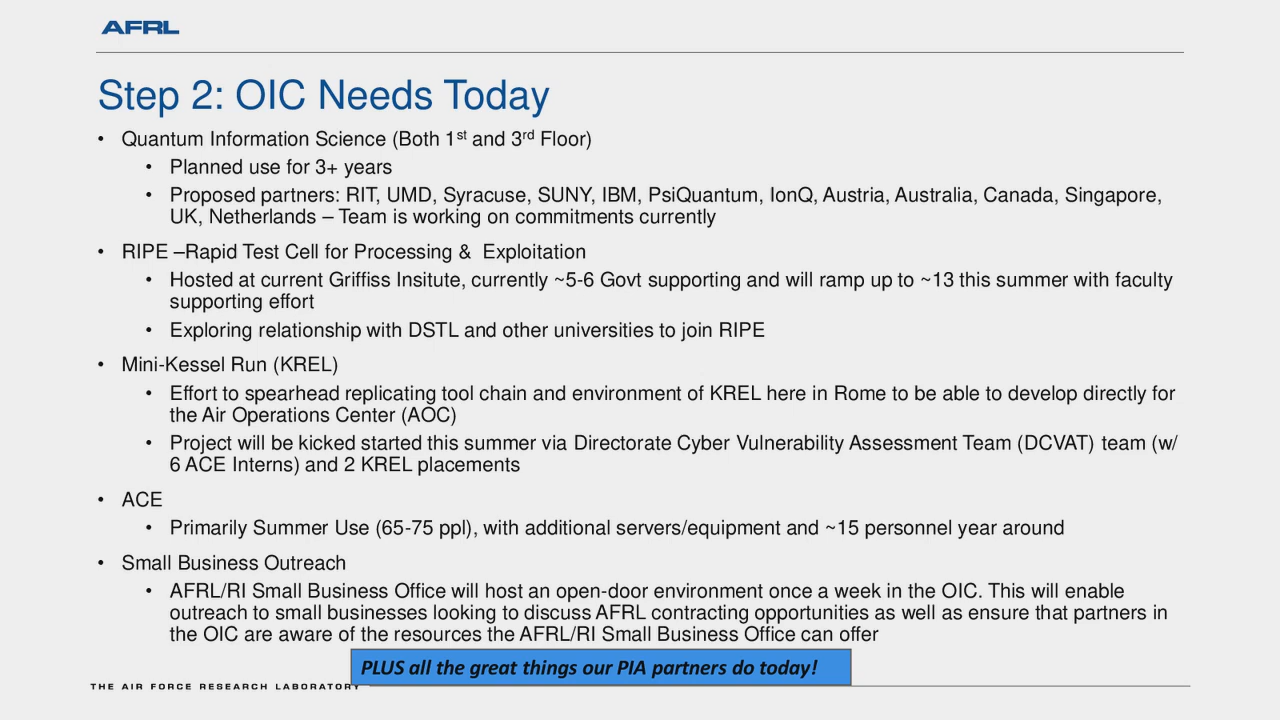 AFRL
Step 2: OIC Needs Today
• Quantum Information Science (Both 1st and 3rd Floor)
• Planned use for 3+ years
• Proposed partners: RIT, UMD, Syracuse, SUNY, IBM, PsiQuantum, IonQ, Austria, Australia, Canada, Singapore,
UK, Netherlands – Team is working on commitments currently
• RIPE –Rapid Test Cell for Processing & Exploitation
• Hosted at current Griffiss Insitute, currently ~5-6 Govt supporting and will ramp up to ~13 this summer with faculty
supporting effort
• Exploring relationship with DSTL and other universities to join RIPE
• Mini-Kessel Run (KREL)
• Effort to spearhead replicating tool chain and environment of KREL here in Rome to be able to develop directly for
the Air Operations Center (AOC)
• Project will be kicked started this summer via Directorate Cyber Vulnerability Assessment Team (DCVAT) team (w/
6 ACE Interns) and 2 KREL placements
• ACE
• Primarily Summer Use (65-75 ppl), with additional servers/equipment and ~15 personnel year around
• Small Business Outreach
• AFRL/RI Small Business Office will host an open-door environment once a week in the OIC. This will enable
outreach to small businesses looking to discuss AFRL contracting opportunities as well as ensure that partners in
the OIC are aware of the resources the AFRL/RI Small Business Office can offer
PLUS all the great things our PIA partners do today!
THE AIR FORCE RESEARCH LABORATORY